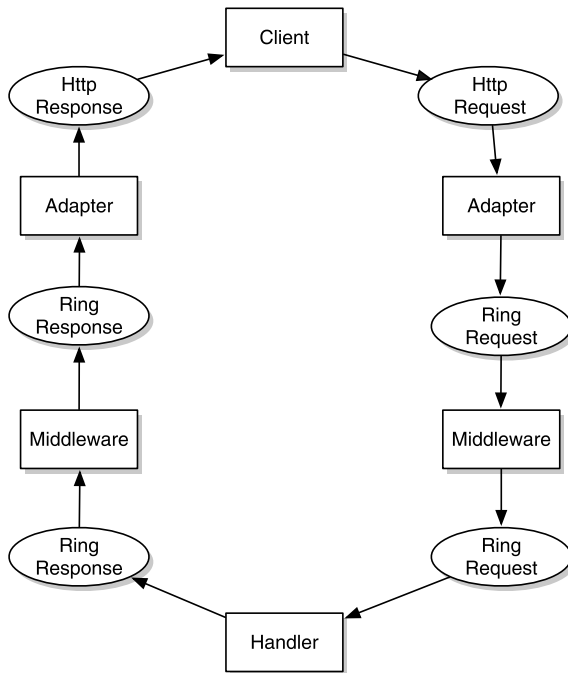 Client
Http
Response
Http
Request
Adapter
Adapter
Ring
Response
Ring
Request
Middleware
Middleware
Ring
Response
Ring
Request
Handler